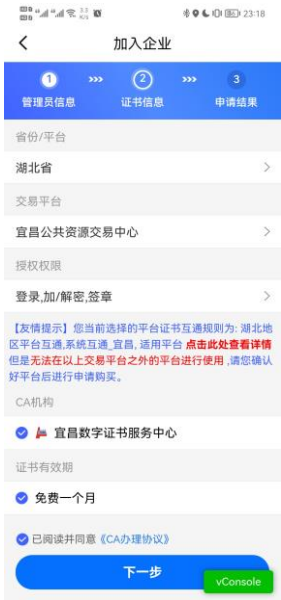 23:18
加入企业
1 >>> 2 >>> 3
管理员信息 证书信息 申请结果
省份/平台
湖北省
交易平台
宜昌公共资源交易中心
授权权限
登录,加/解密,签章
【友情提示】您当前选择的平台证书互通规则为: 湖北地
区平台互通,系统互通_宜昌, 适用平台 点击此处查看详情
但是无法在以上交易平台之外的平台进行使用 ,请您确认
好平台后进行申请购买。
CA机构
宜昌数字证书服务中心
证书有效期
免费一个月
已阅读并同意《CA办理协议》
下一步
vConsole